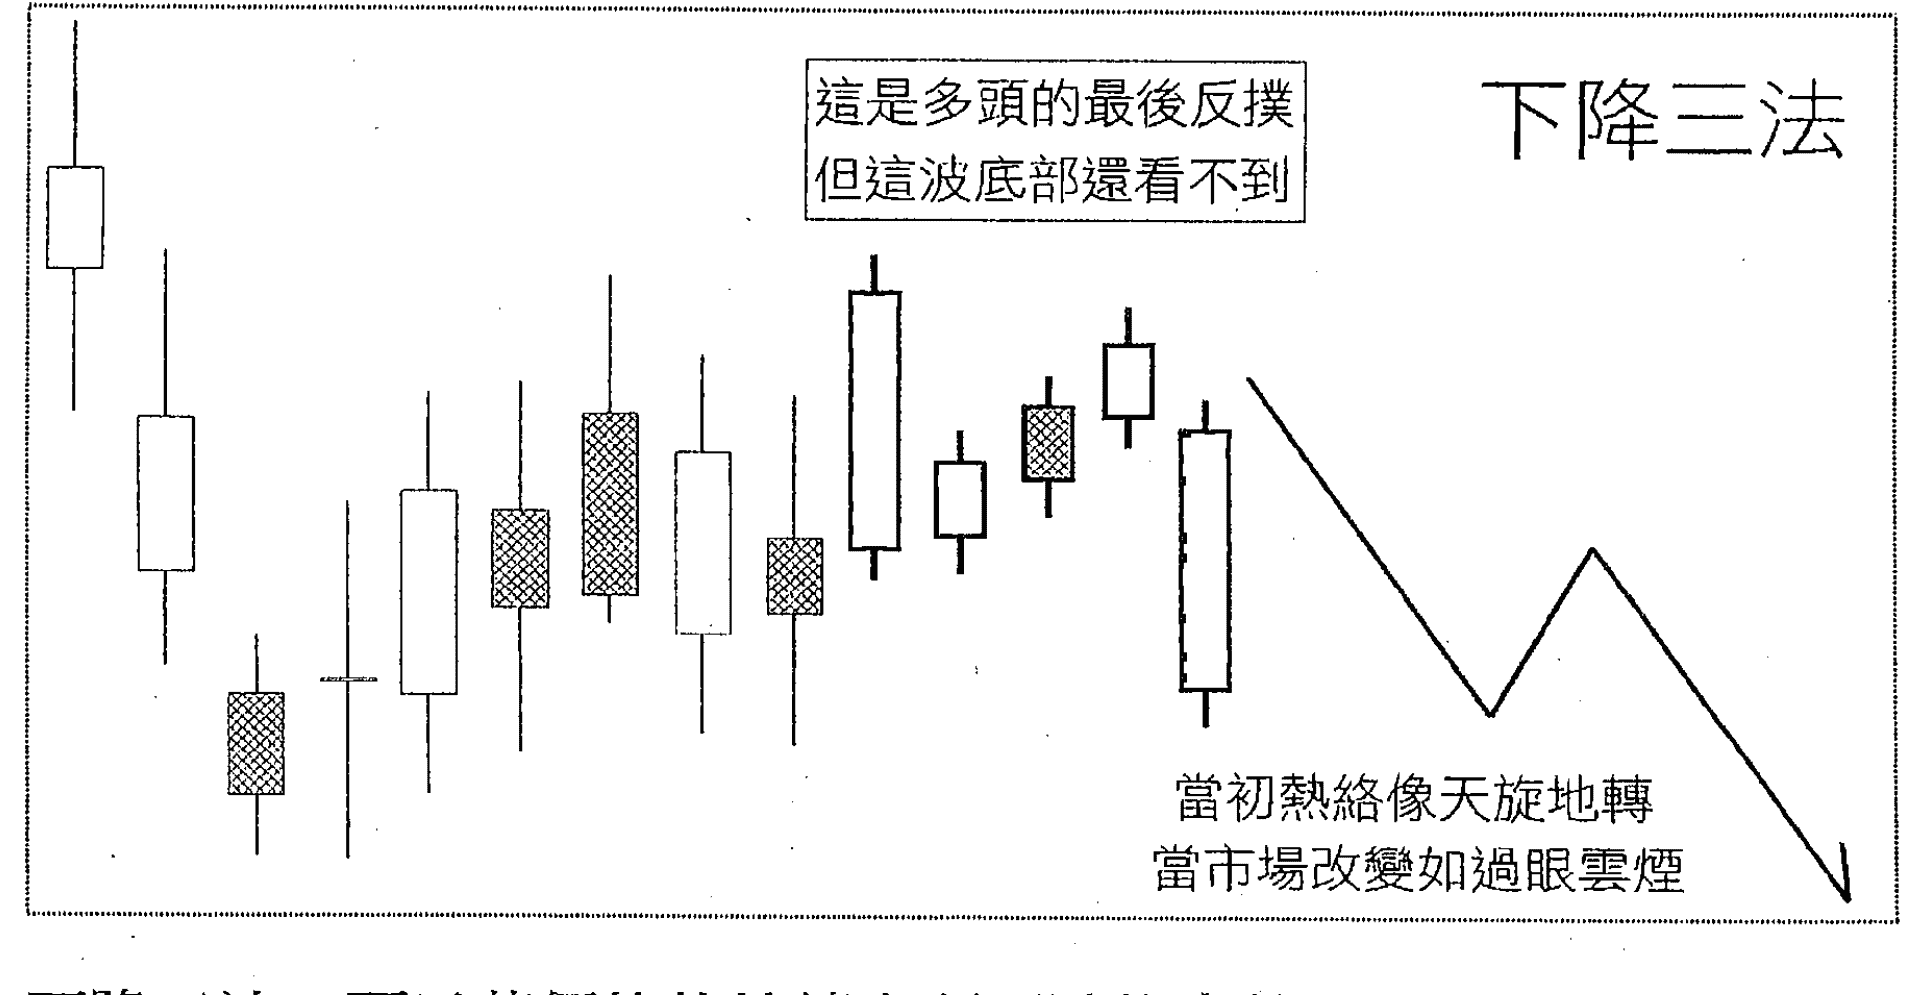 下降三法
這是多頭的最後反撲
但這波底部還看不到
當初熱絡像天旋地轉
當市場改變如過眼雲煙